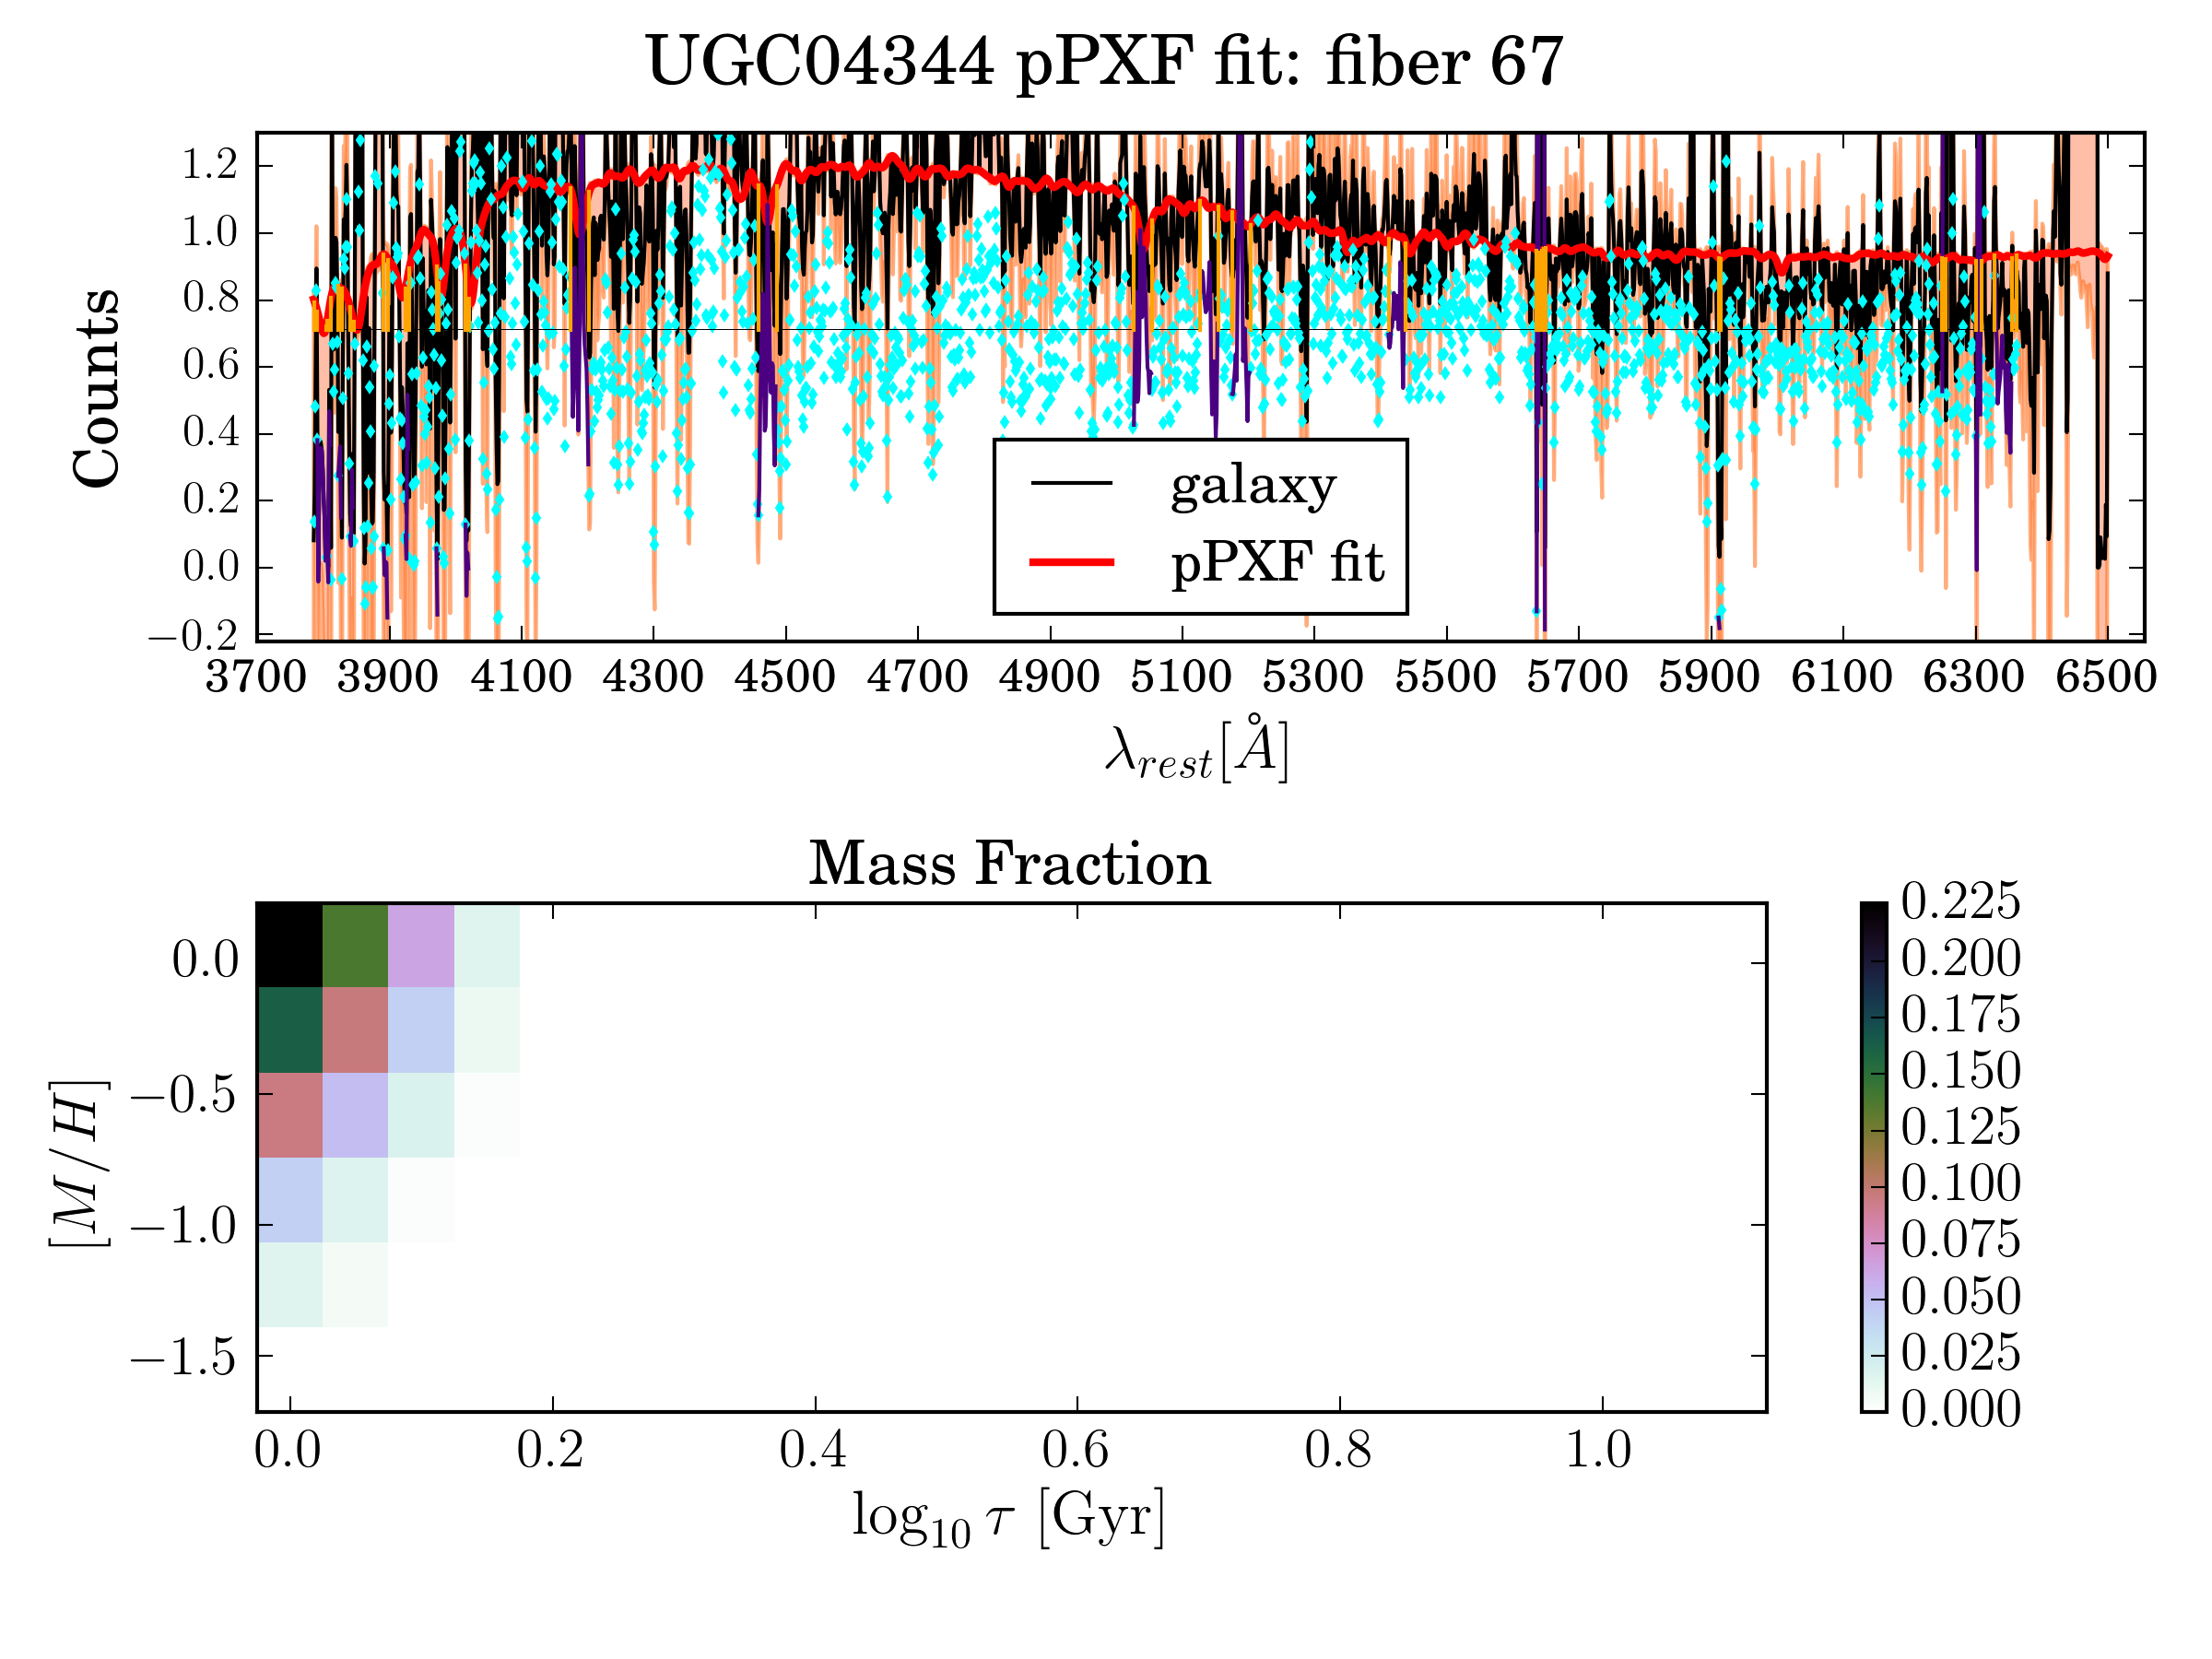 UGC04344 pPXF fit: fiber 67
Counts
1.2
1.0
0.8
0.6
0.4
0.2
0.0
−0.2
galaxy
pPXF fit
3700 3900 4100 4300 4500 4700 4900 5100 5300 5500 5700 5900 6100 6300 6500
λ_rest[Å]
Mass Fraction
[M/H]
0.0
−0.5
−1.0
−1.5
0.0 0.2 0.4 0.6 0.8 1.0
log₁₀ τ [Gyr]
0.225
0.200
0.175
0.150
0.125
0.100
0.075
0.050
0.025
0.000